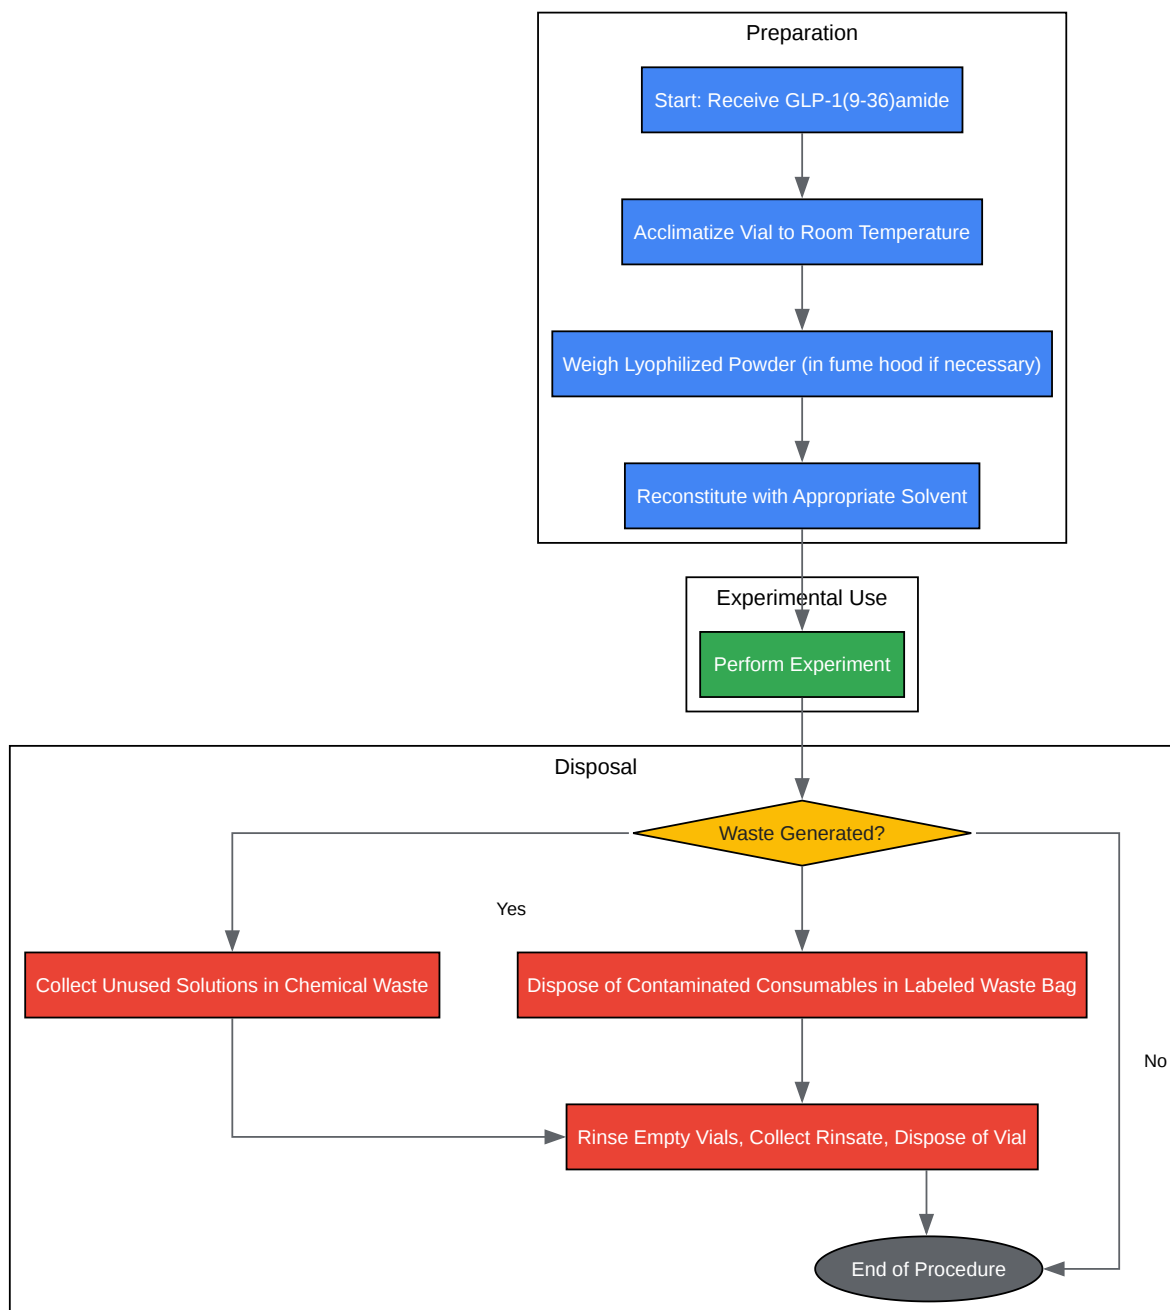 Preparation
Start: Receive GLP-1(9-36)amide
Acclimatize Vial to Room Temperature
Weigh Lyophilized Powder (in fume hood if necessary)
Reconstitute with Appropriate Solvent
Experimental Use
Perform Experiment
Disposal
Waste Generated?
Yes
Collect Unused Solutions in Chemical Waste
Dispose of Contaminated Consumables in Labeled Waste Bag
No
Rinse Empty Vials, Collect Rinsate, Dispose of Vial
End of Procedure